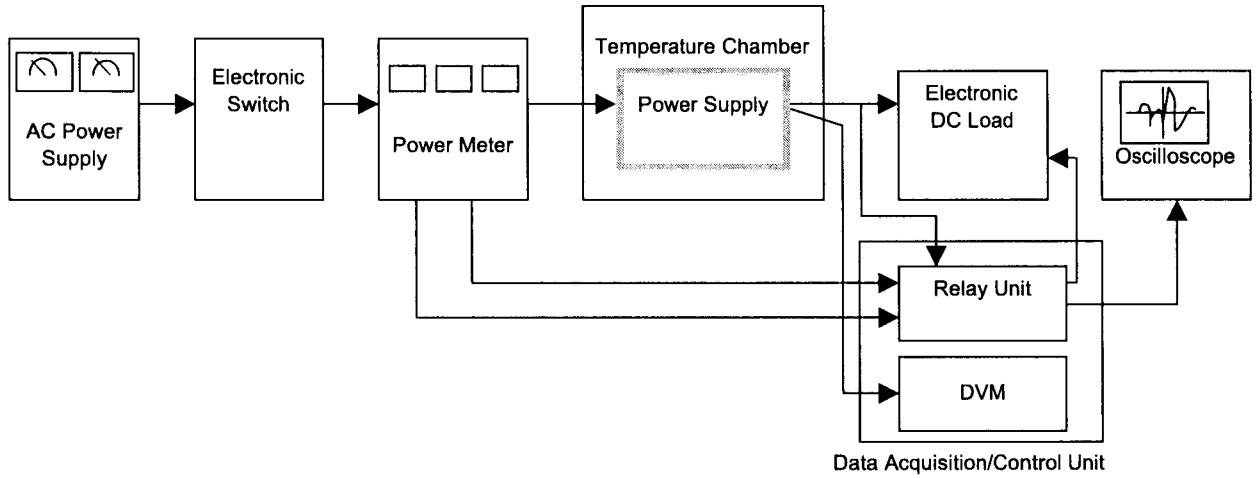 AC Power
Supply
Electronic
Switch
Power Meter
Temperature Chamber
Power Supply
Electronic
DC Load
Oscilloscope
Relay Unit
DVM
Data Acquisition/Control Unit